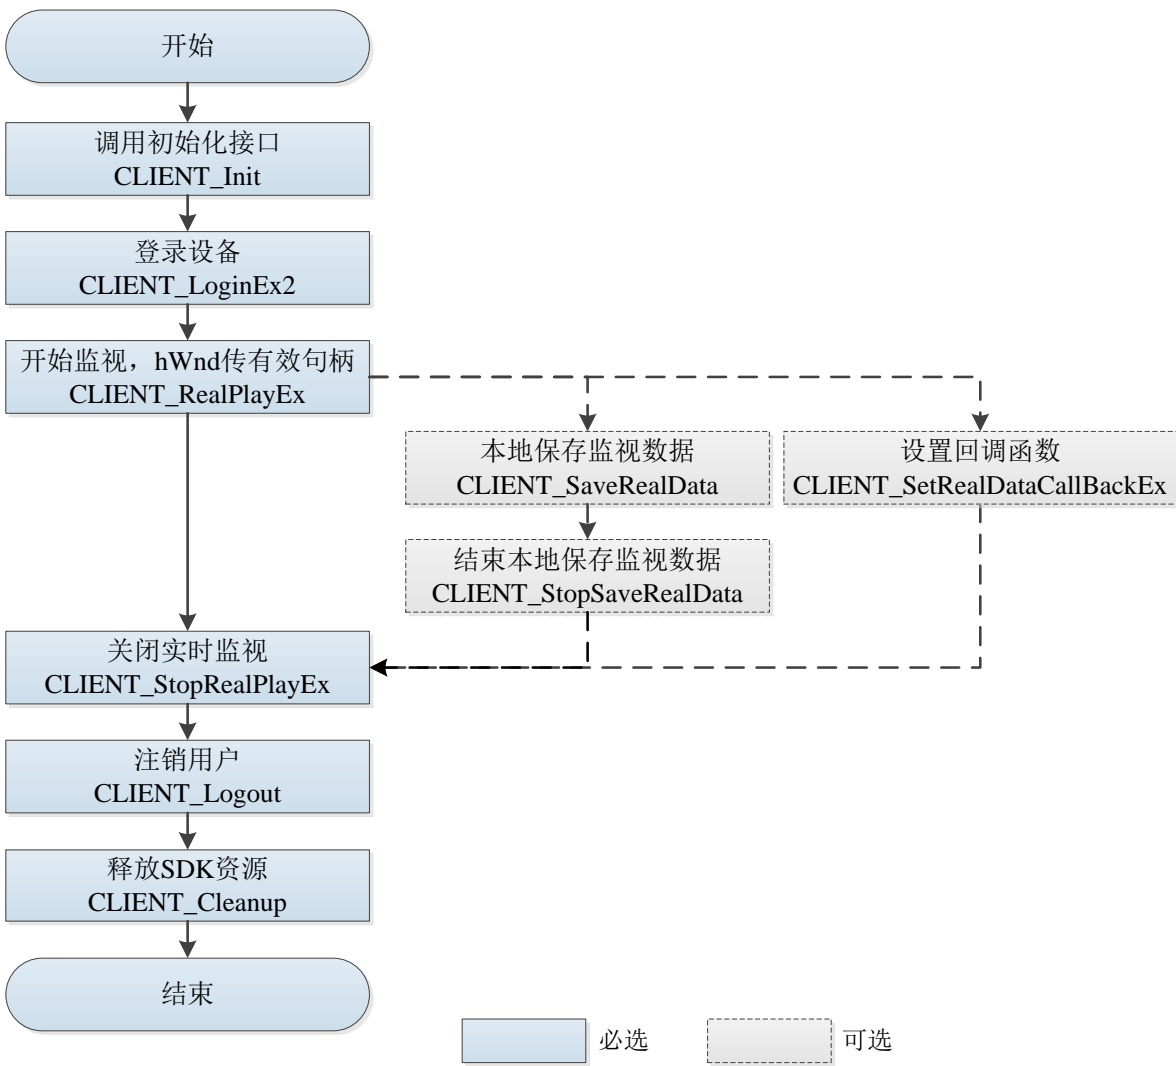 开始
调用初始化接口
CLIENT_Init
登录设备
CLIENT_LoginEx2
开始监视，hWnd传有效句柄
CLIENT_RealPlayEx
本地保存监视数据
CLIENT_SaveRealData
设置回调函数
CLIENT_SetRealDataCallBackEx
结束本地保存监视数据
CLIENT_StopSaveRealData
关闭实时监视
CLIENT_StopRealPlayEx
注销用户
CLIENT_Logout
释放SDK资源
CLIENT_Cleanup
结束
必选
可选